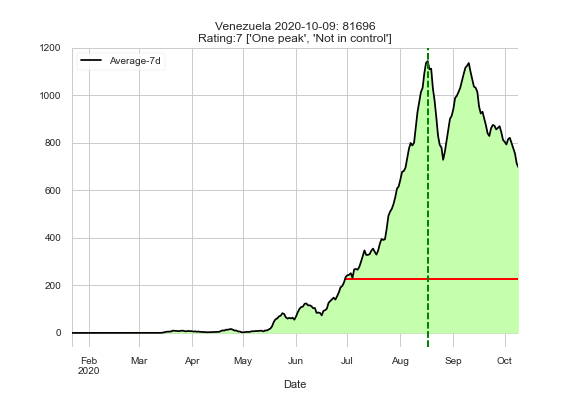 Venezuela 2020-10-09: 81696
Rating:7 ['One peak', 'Not in control']
Average-7d
1200
1000
800
600
400
200
0
Feb Mar Apr May Jun Jul Aug Sep Oct
2020
Date